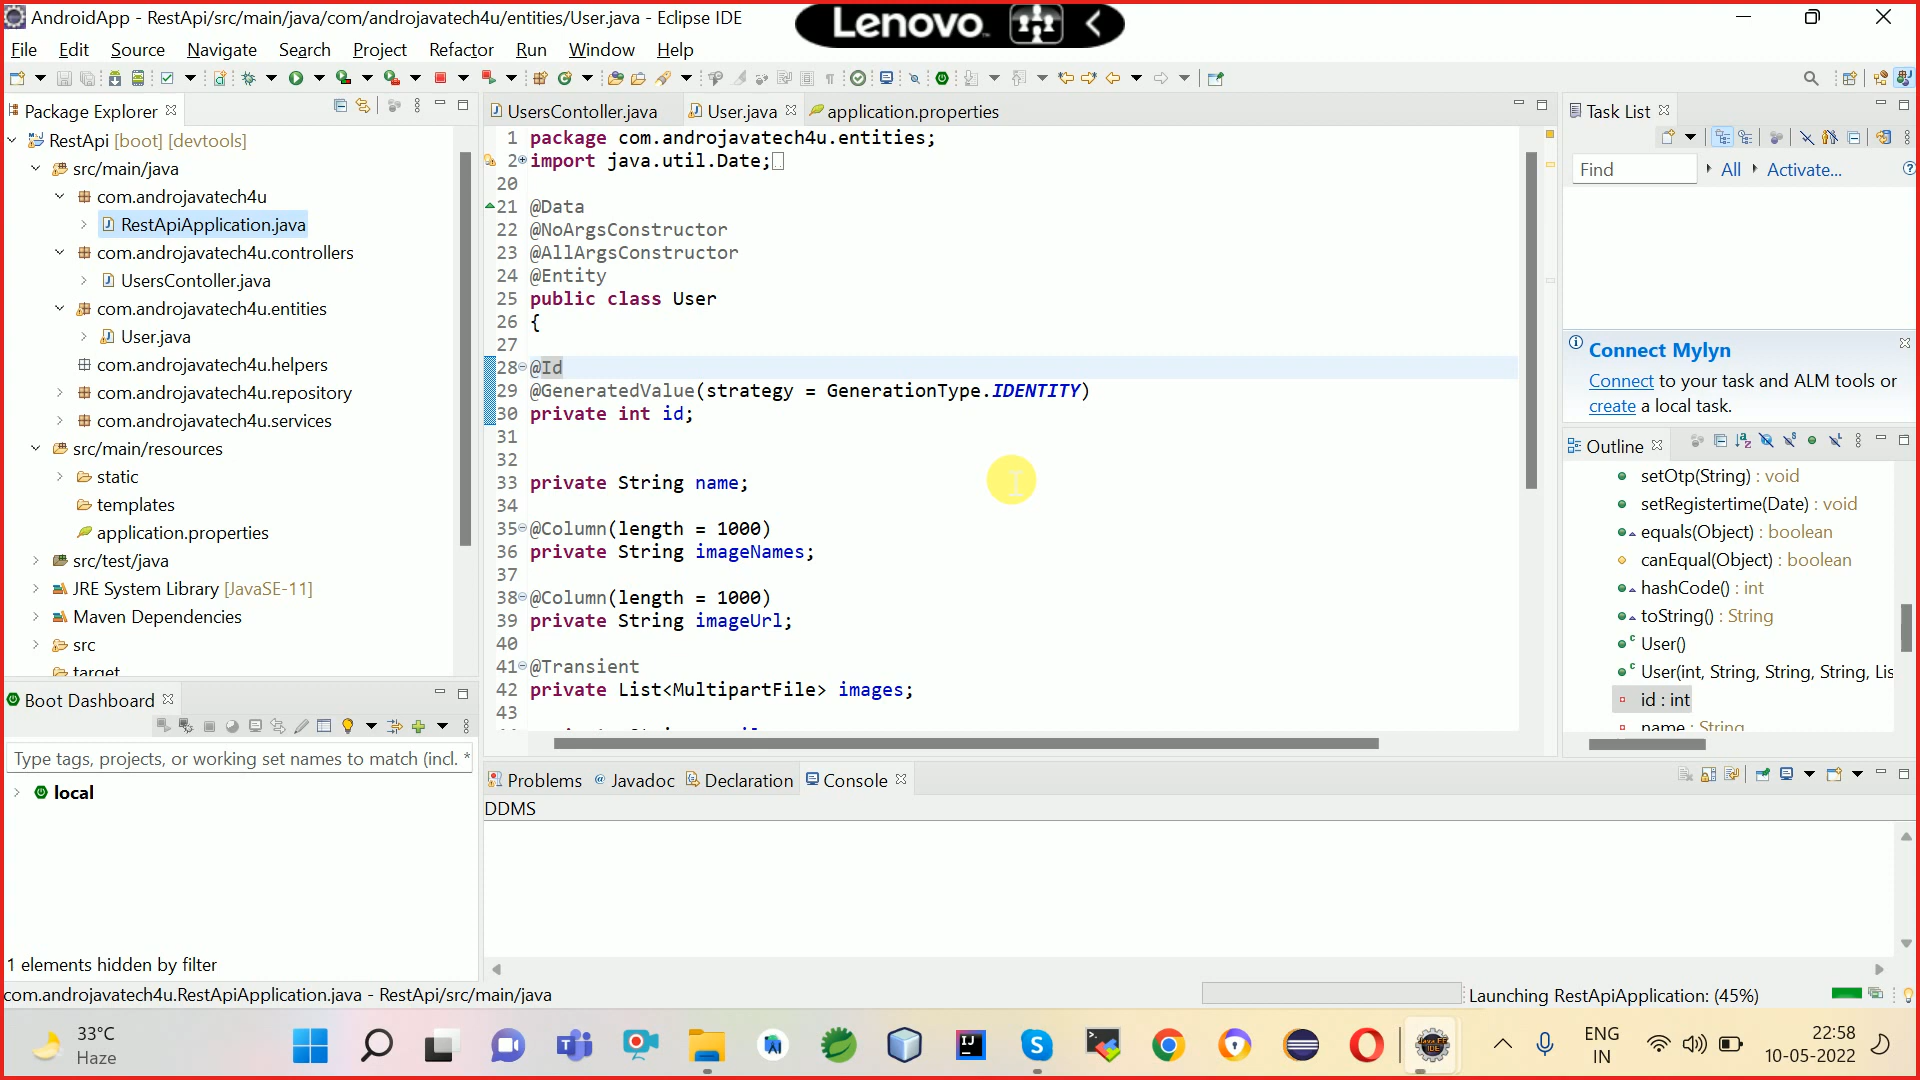 AndroidApp - RestApi/src/main/java/com/androjavatech4u/entities/User.java - Eclipse IDE
Lenovo
File Edit Source Navigate Search Project Refactor Run Window Help
Package Explorer
RestApi [boot] [devtools]
src/main/java
com.androjavatech4u
RestApiApplication.java
com.androjavatech4u.controllers
UsersContoller.java
com.androjavatech4u.entities
User.java
com.androjavatech4u.helpers
com.androjavatech4u.repository
com.androjavatech4u.services
src/main/resources
static
templates
application.properties
src/test/java
JRE System Library [JavaSE-11]
Maven Dependencies
src
target
Boot Dashboard
Type tags, projects, or working set names to match (incl. *
local
1 elements hidden by filter
UsersContoller.java User.java application.properties
1 package com.androjavatech4u.entities;
2 import java.util.Date;
20
21 @Data
22 @NoArgsConstructor
23 @AllArgsConstructor
24 @Entity
25 public class User
26 {
27
28 @Id
29 @GeneratedValue(strategy = GenerationType.IDENTITY)
30 private int id;
31
32
33 private String name;
34
35 @Column(length = 1000)
36 private String imageNames;
37
38 @Column(length = 1000)
39 private String imageUrl;
40
41 @Transient
42 private List<MultipartFile> images;
43
Problems Javadoc Declaration Console
DDMS
Task List
Find All Activate...
Connect Mylyn
Connect to your task and ALM tools or
create a local task.
Outline
setOtp(String) : void
setRegistertime(Date) : void
equals(Object) : boolean
canEqual(Object) : boolean
hashCode() : int
toString() : String
User()
User(int, String, String, String, Lis
id : int
name : String
com.androjavatech4u.RestApiApplication.java - RestApi/src/main/java
Launching RestApiApplication: (45%)
33°C
Haze
ENG
IN
22:58
10-05-2022